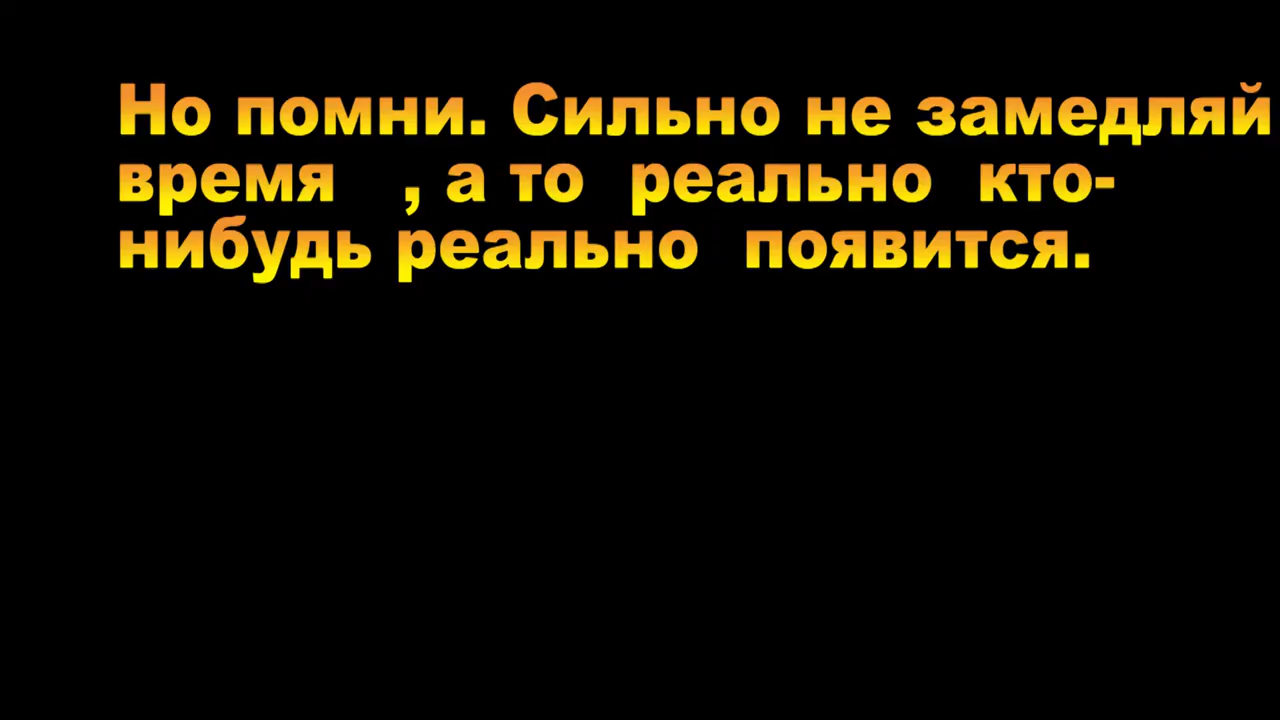 Но помни. Сильно не замедляй
время , а то реально кто-
нибудь реально появится.